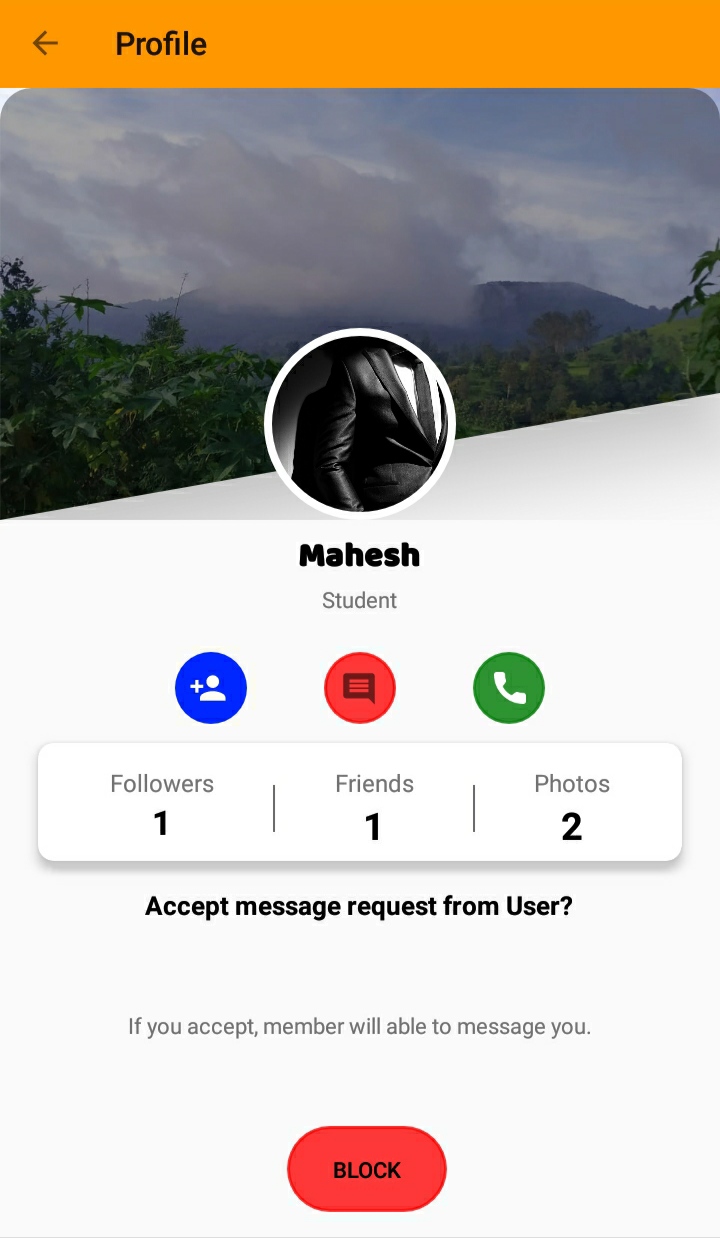 Profile
Mahesh
Student
Followers
Friends
Photos
1
1
2
Accept message request from User?
If you accept, member will able to message you.
BLOCK